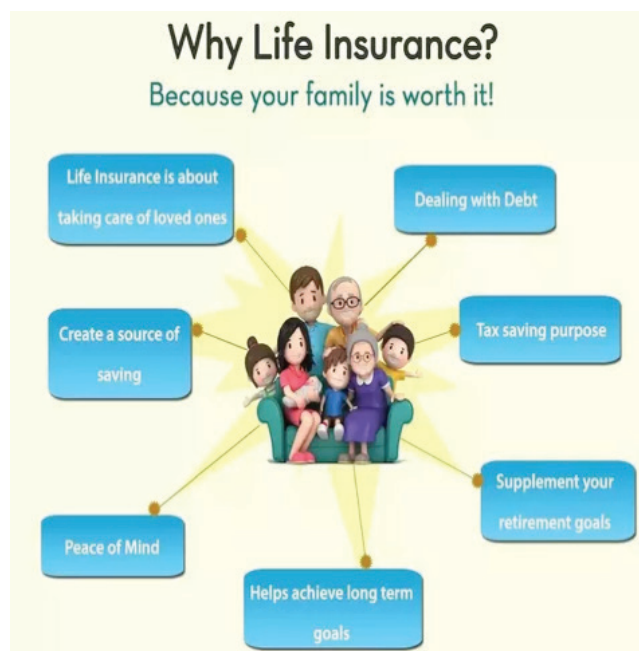 Why Life Insurance?
Because your family is worth it!
Life Insurance is about
taking care of loved ones
Dealing with Debt
Create a source of
saving
Tax saving purpose
Supplement your
retirement goals
Peace of Mind
Helps achieve long term
goals